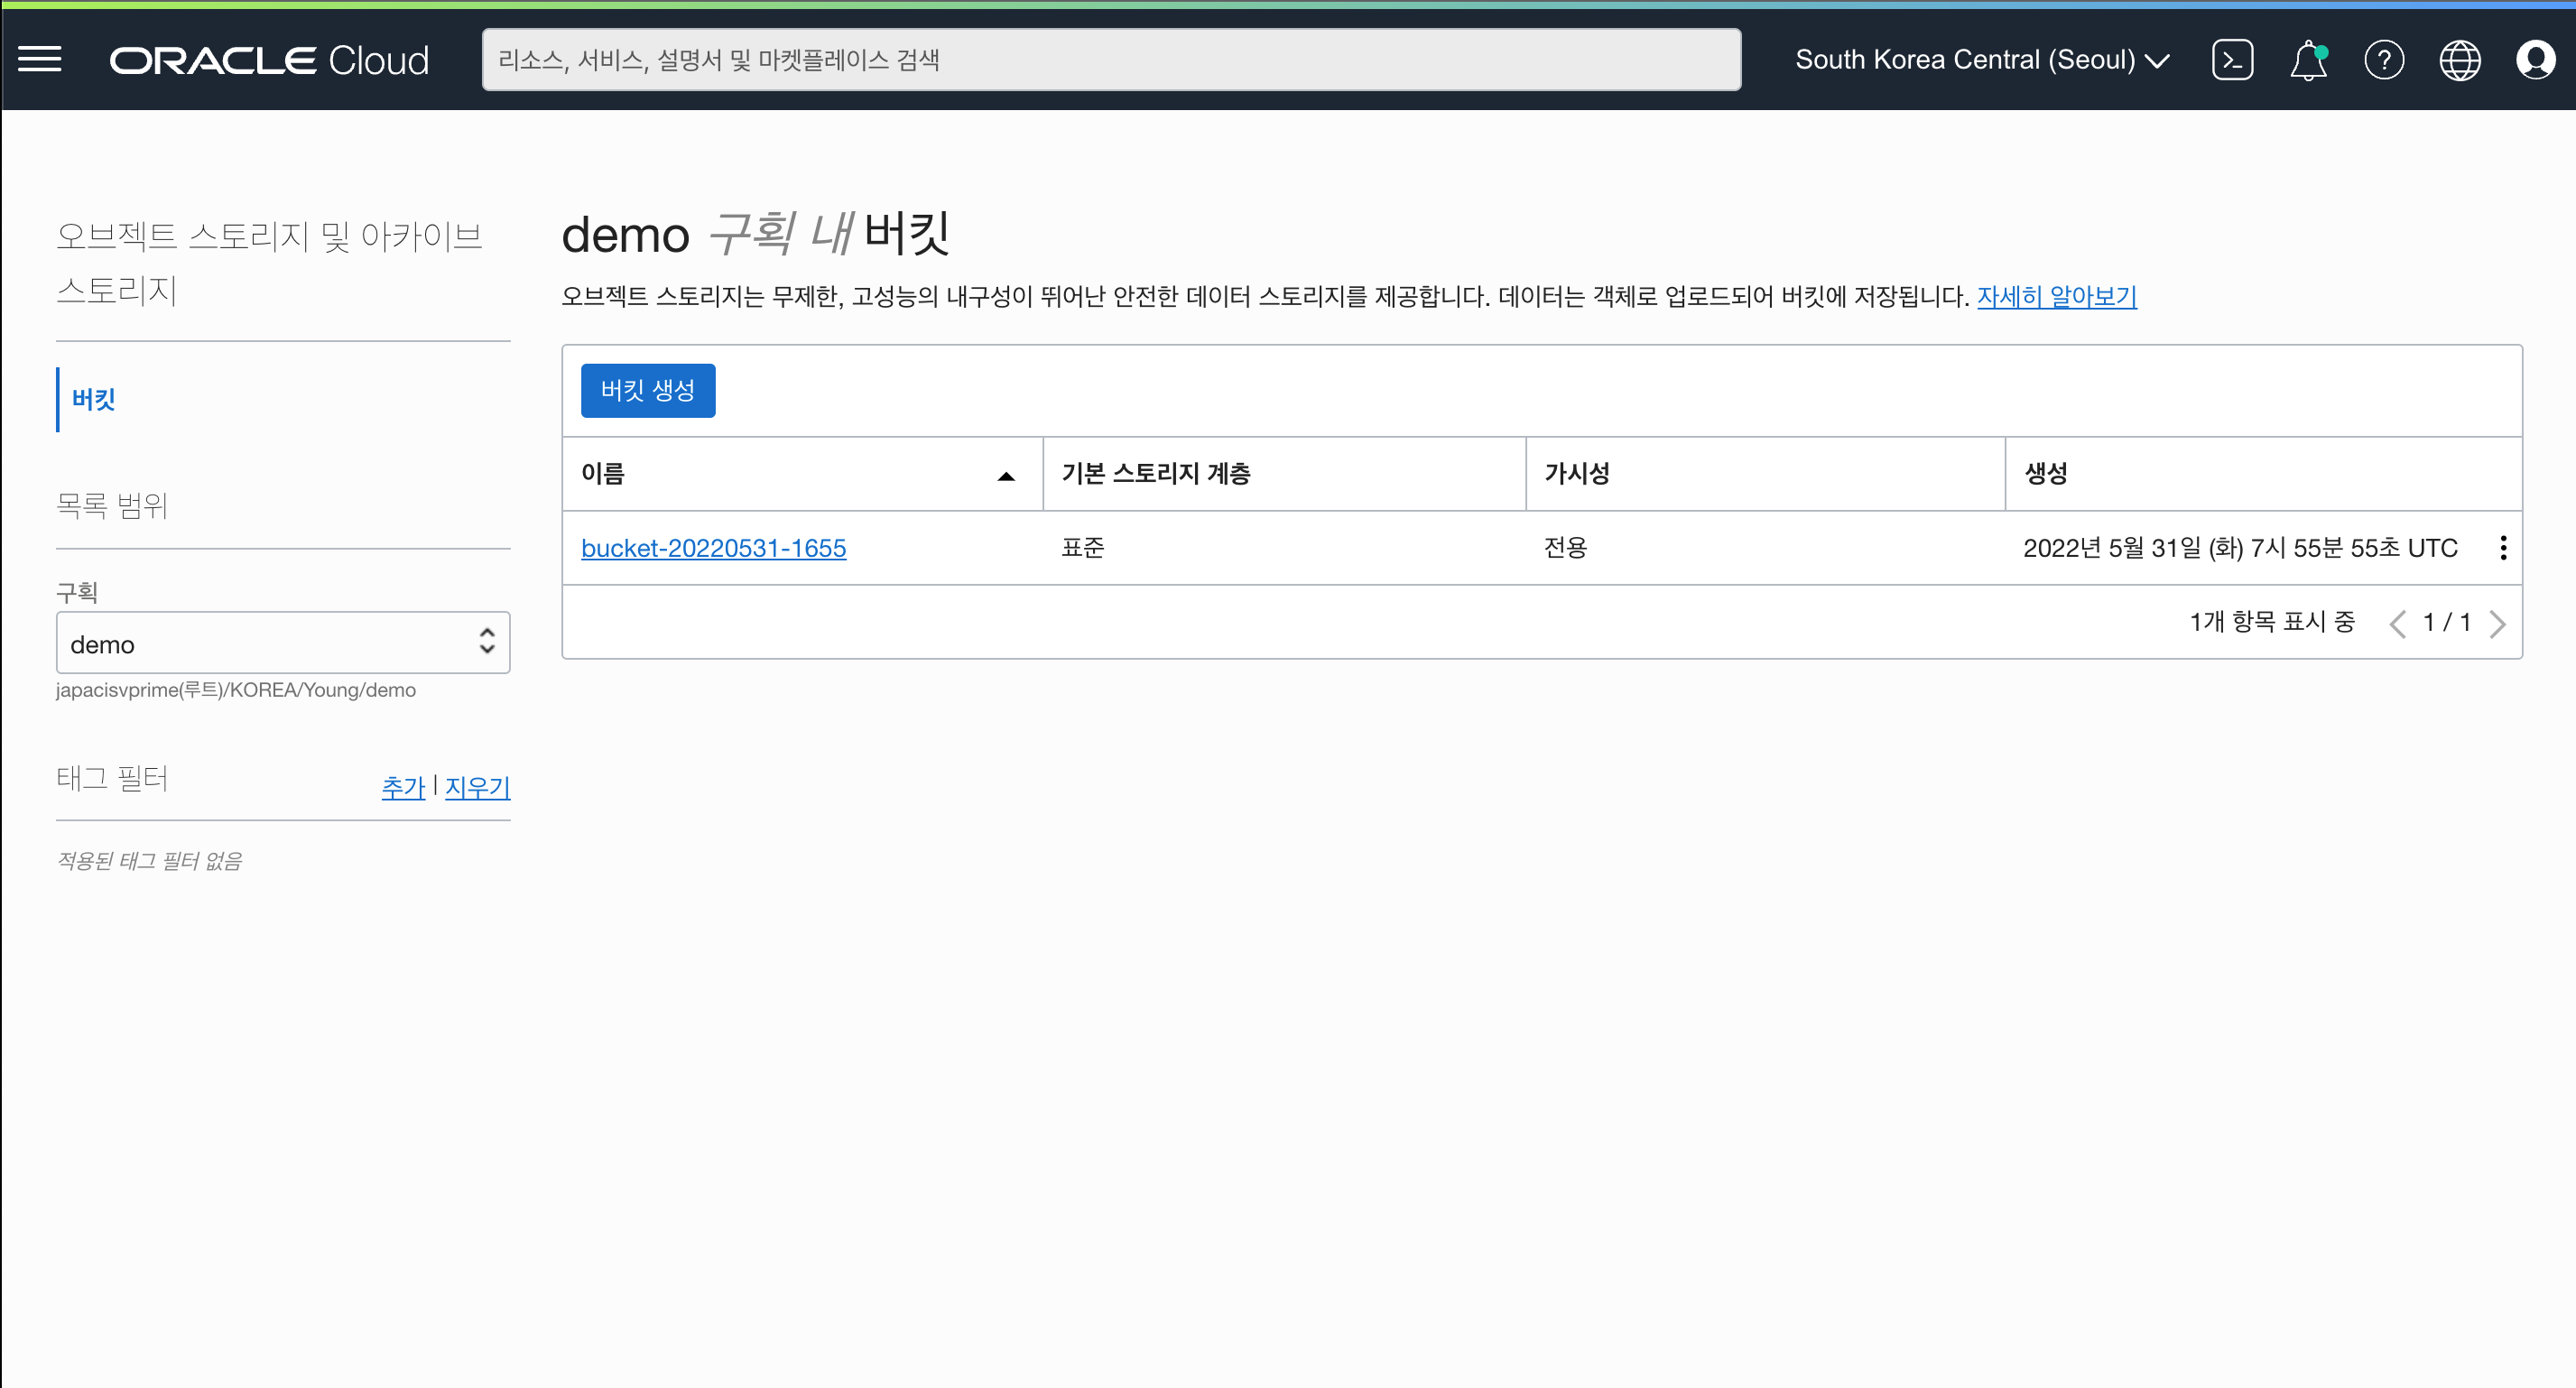 ORACLE Cloud
리소스, 서비스, 설명서 및 마켓플레이스 검색
South Korea Central (Seoul)
오브젝트 스토리지 및 아카이브
스토리지
버킷
목록 범위
구획
demo
japacisvprime(루트)/KOREA/Young/demo
태그 필터
추가 | 지우기
적용된 태그 필터 없음
demo 구획 내 버킷
오브젝트 스토리지는 무제한, 고성능의 내구성이 뛰어난 안전한 데이터 스토리지를 제공합니다. 데이터는 객체로 업로드되어 버킷에 저장됩니다. 자세히 알아보기
버킷 생성
이름 기본 스토리지 계층 가시성 생성
bucket-20220531-1655 표준 전용 2022년 5월 31일 (화) 7시 55분 55초 UTC
1개 항목 표시 중 1 / 1